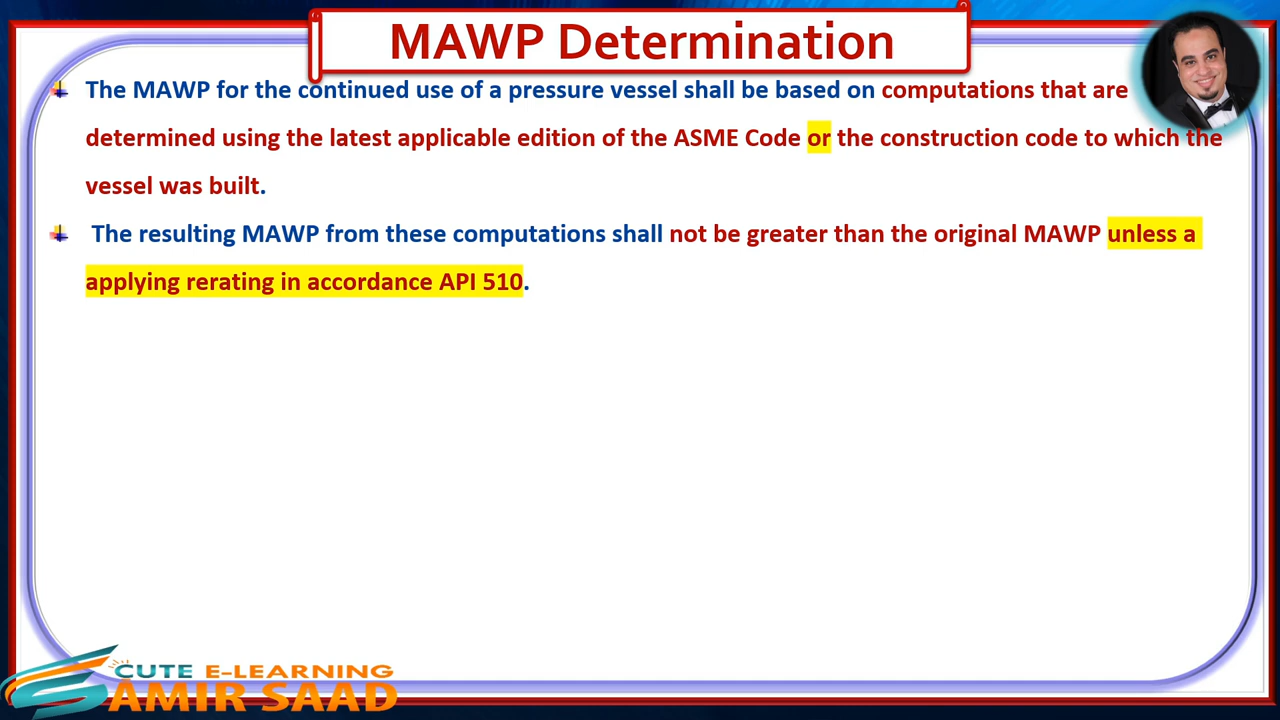 MAWP Determination
The MAWP for the continued use of a pressure vessel shall be based on computations that are
determined using the latest applicable edition of the ASME Code or the construction code to which the
vessel was built.
The resulting MAWP from these computations shall not be greater than the original MAWP unless a
applying rerating in accordance API 510.
CUTE E-LEARNING
AMIR SAAD